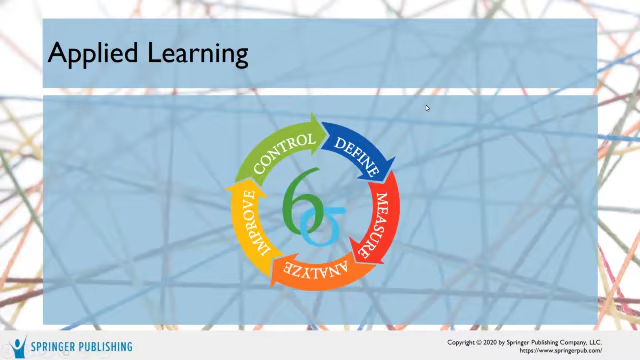 Applied Learning
CONTROL
DEFINE
MEASURE
ANALYZE
IMPROVE
6σ
SPRINGER PUBLISHING
Copyright © 2020 by Springer Publishing Company, LLC.
https://www.springerpub.com/